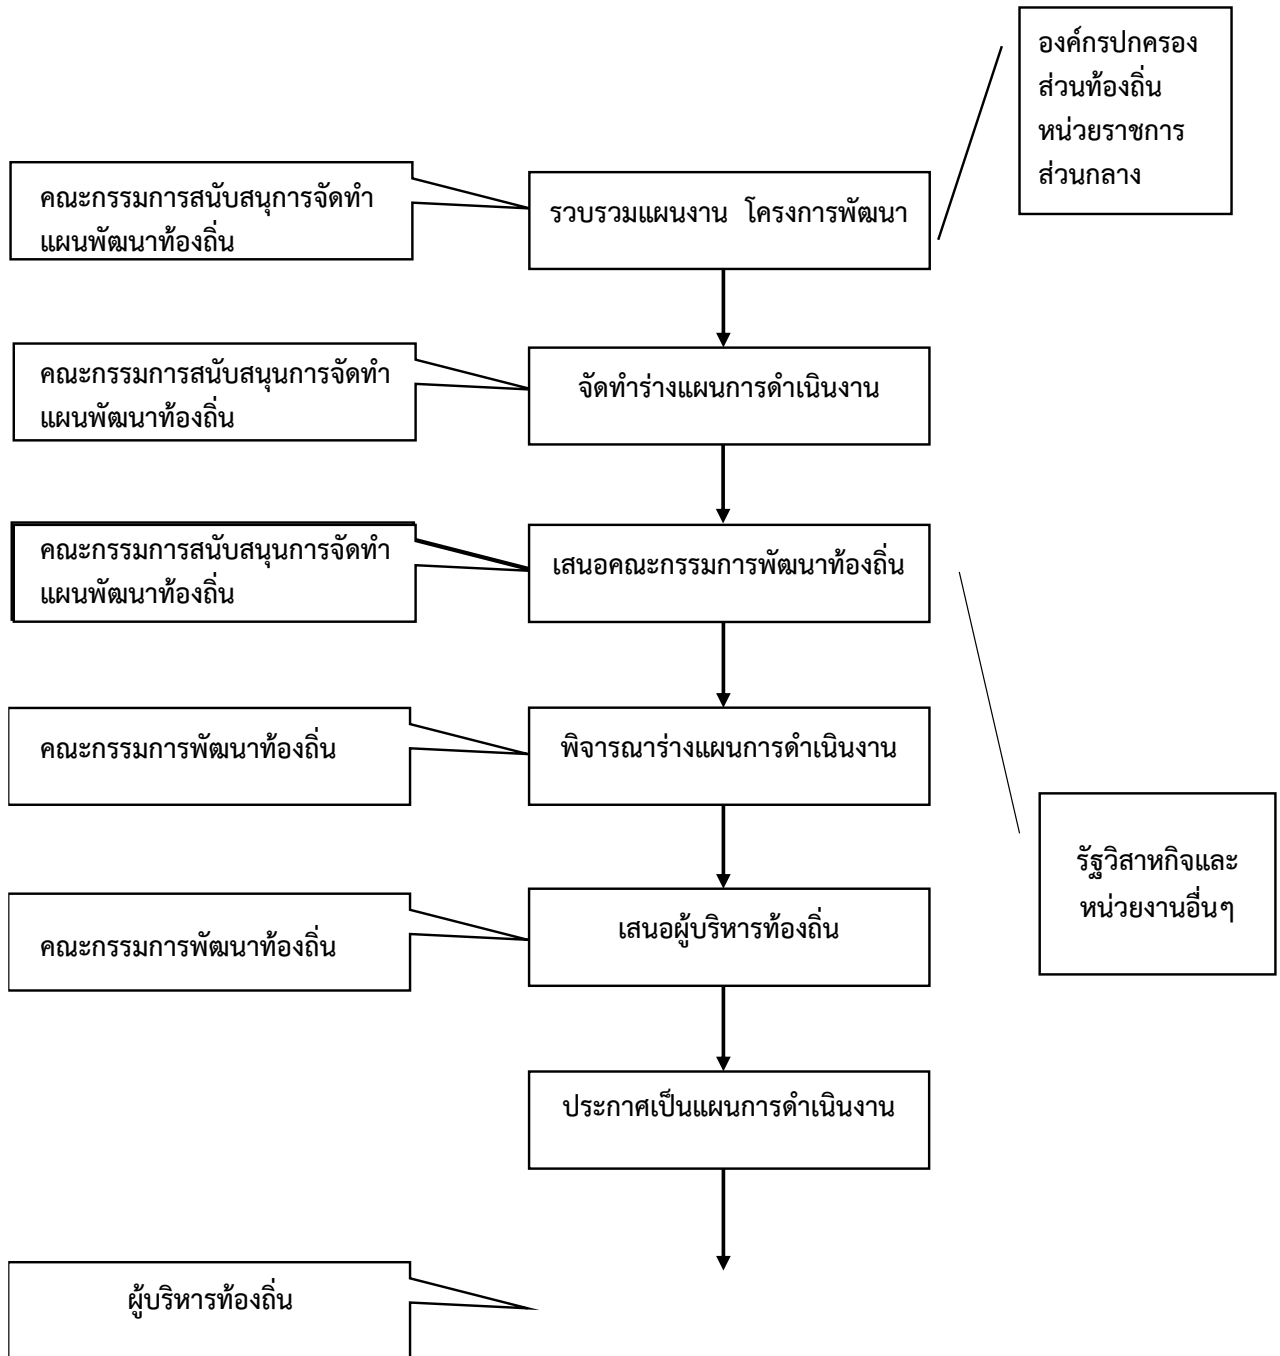 องค์กรปกครอง
ส่วนท้องถิ่น
หน่วยราชการ
ส่วนกลาง
คณะกรรมการสนับสนุการจัดทำ
แผนพัฒนาท้องถิ่น
รวบรวมแผนงาน โครงการพัฒนา
คณะกรรมการสนับสนุนการจัดทำ
แผนพัฒนาท้องถิ่น
จัดทำร่างแผนการดำเนินงาน
คณะกรรมการสนับสนุนการจัดทำ
แผนพัฒนาท้องถิ่น
เสนอคณะกรรมการพัฒนาท้องถิ่น
คณะกรรมการพัฒนาท้องถิ่น
พิจารณาร่างแผนการดำเนินงาน
รัฐวิสาหกิจและ
หน่วยงานอื่นๆ
คณะกรรมการพัฒนาท้องถิ่น
เสนอผู้บริหารท้องถิ่น
ประกาศเป็นแผนการดำเนินงาน
ผู้บริหารท้องถิ่น